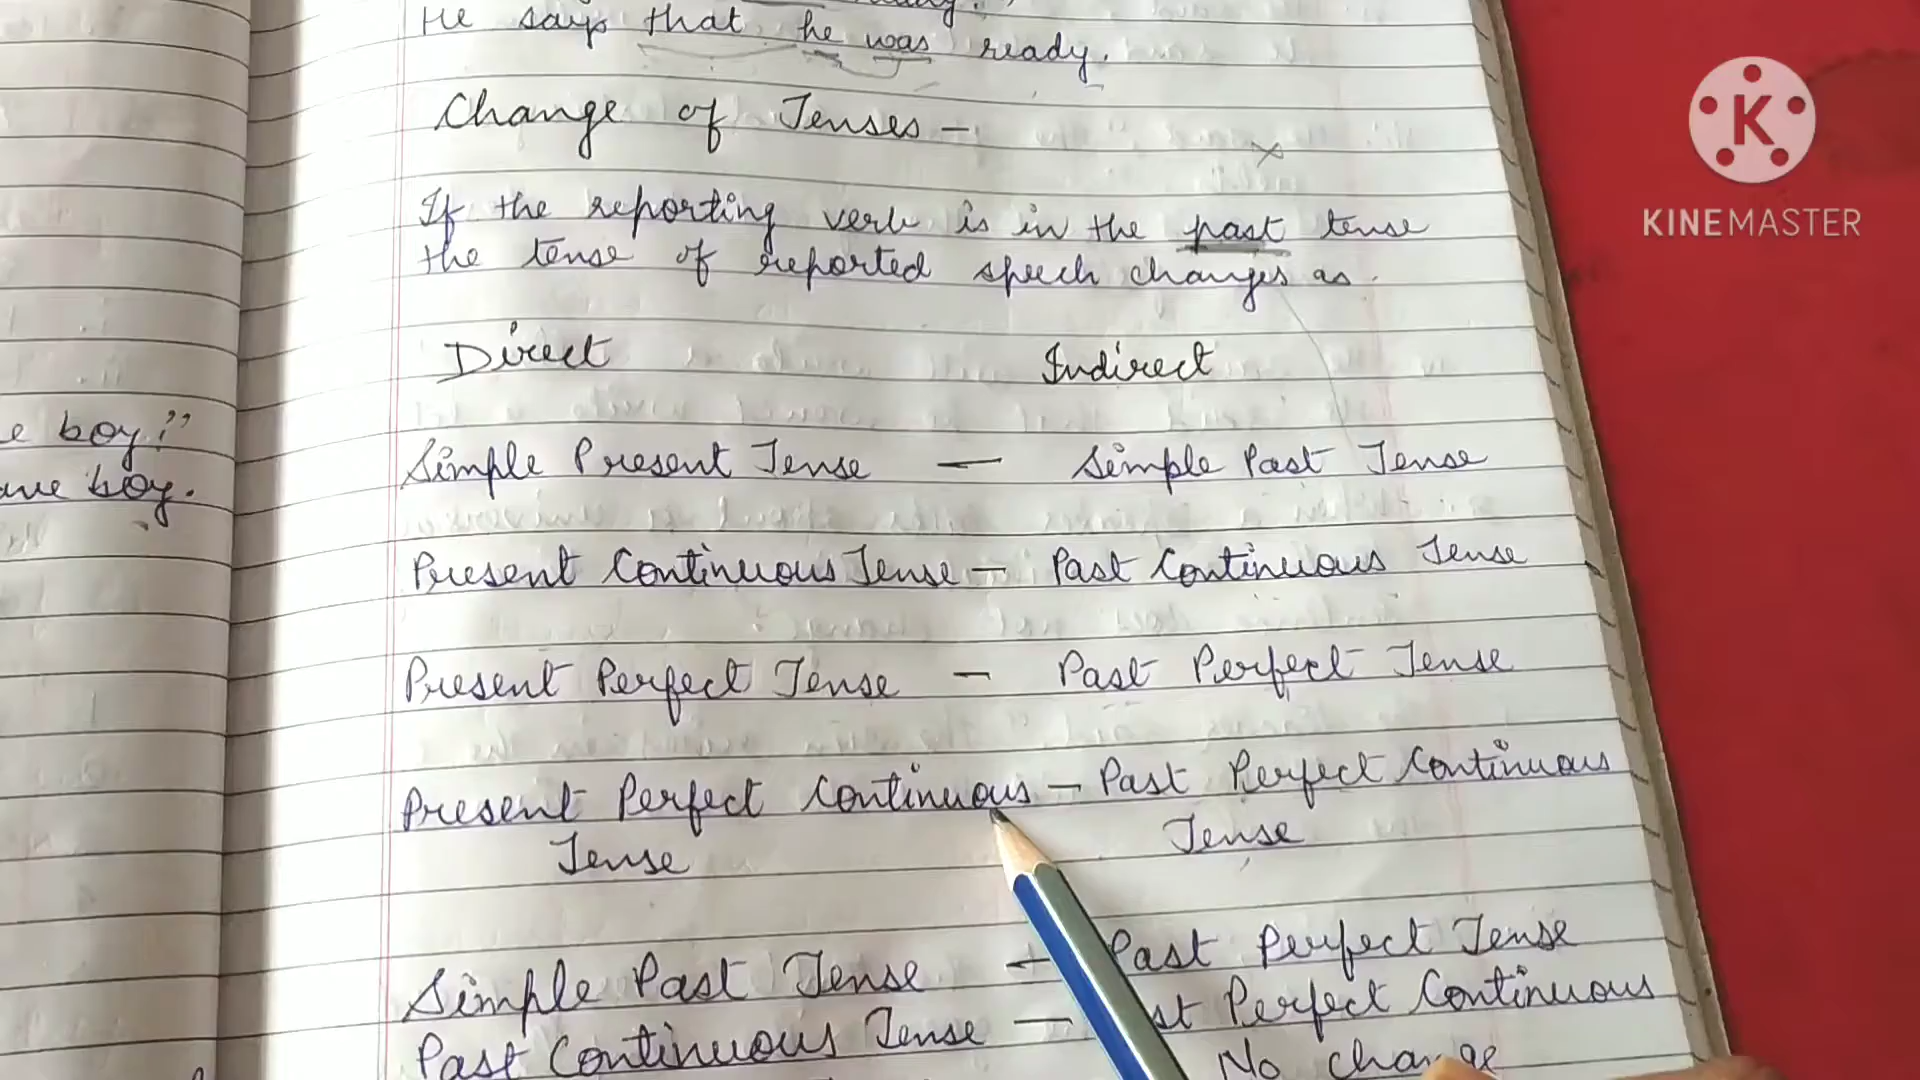 He says that he was ready.
Change of Tenses -
If the reporting verb is in the past tense
the tense of reported speech changes as
Direct Indirect
e boy!"
Simple Present Tense — Simple Past Tense
boy.
Present Continuous Tense — Past Continuous Tense
Present Perfect Tense — Past Perfect Tense
Present Perfect Continuous — Past Perfect Continuous
Tense Tense
Simple Past Tense — Past Perfect Tense
Past Continuous Tense — st Perfect Continuous
No change
K
KINEMASTER